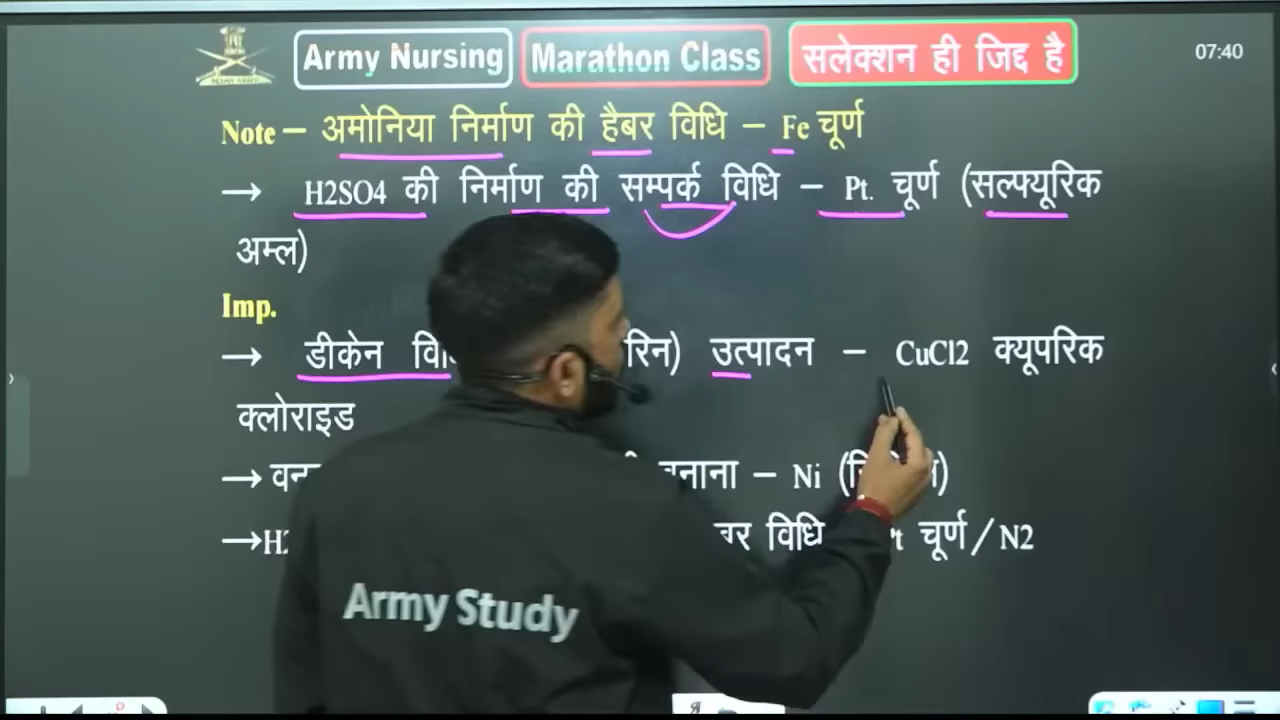 Army Nursing Marathon Class सलेक्शन ही जिद्द है 07:40
Note – अमोनिया निर्माण की हैबर विधि – Fe चूर्ण
→ H2SO4 की निर्माण की सम्पर्क विधि – Pt. चूर्ण (सल्फ्यूरिक
अम्ल)
Imp.
→ डीकेन उत्पादन – CuCl2 क्यूपरिक
क्लोराइड
→ – Ni
→ विधि चूर्ण / N2
Army Study